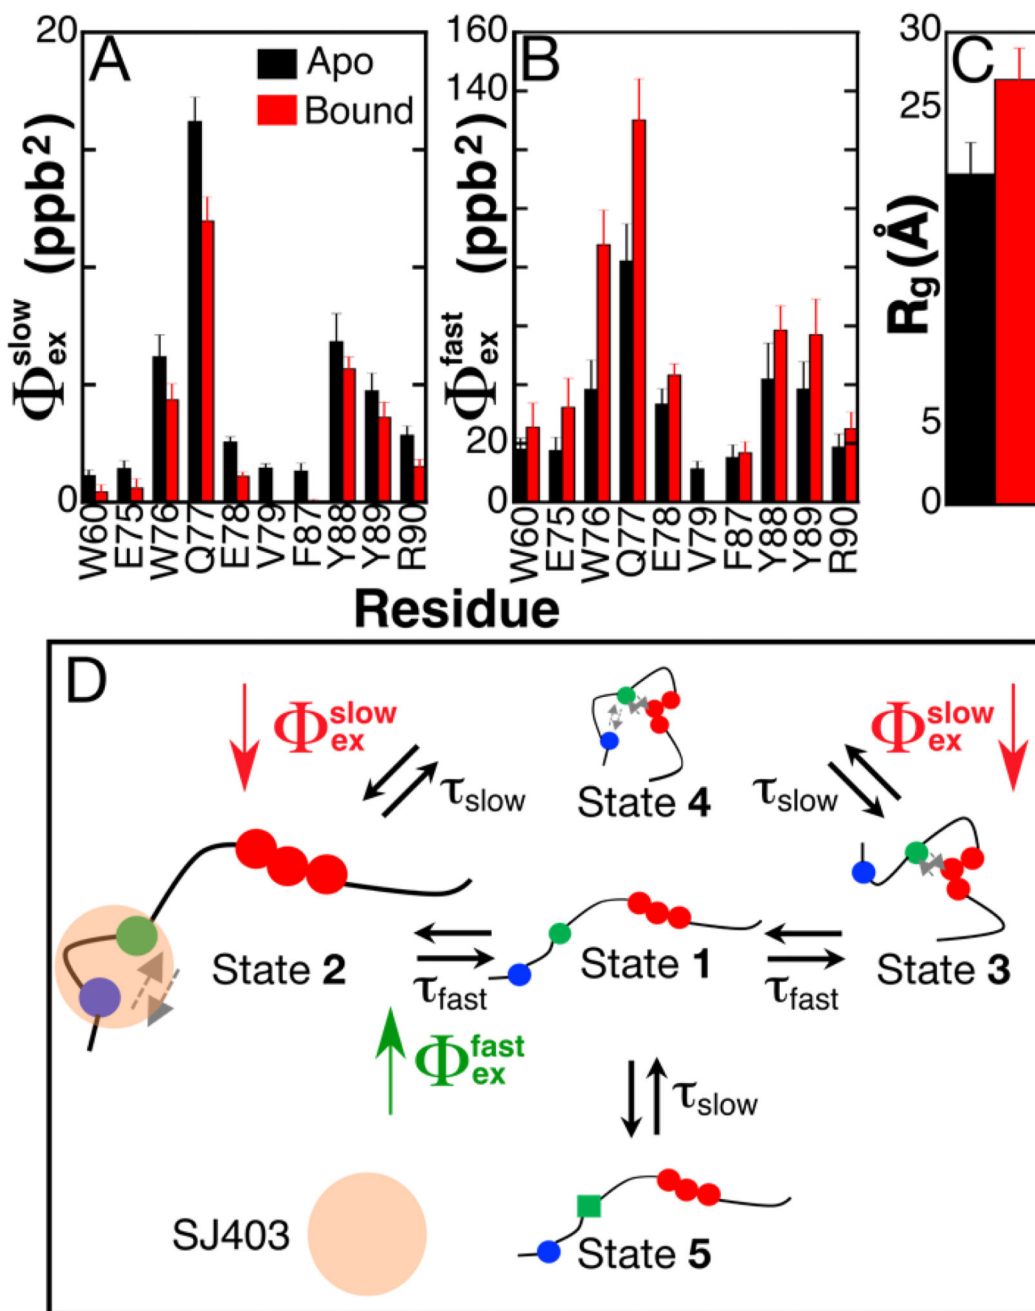 A
Apo
Bound
Φex slow (ppb2)
20
0
W60 E75 W76 Q77 E78 V79 F87 Y88 Y89 R90
B
Φex fast (ppb2)
160
140
20
0
W60 E75 W76 Q77 E78 V79 F87 Y88 Y89 R90
C
Rg (Å)
30
25
5
0
Residue
D
Φex slow
Φex slow
τslow
State 4
τslow
State 2
State 1
State 3
τfast
τfast
Φex fast
τslow
SJ403
State 5